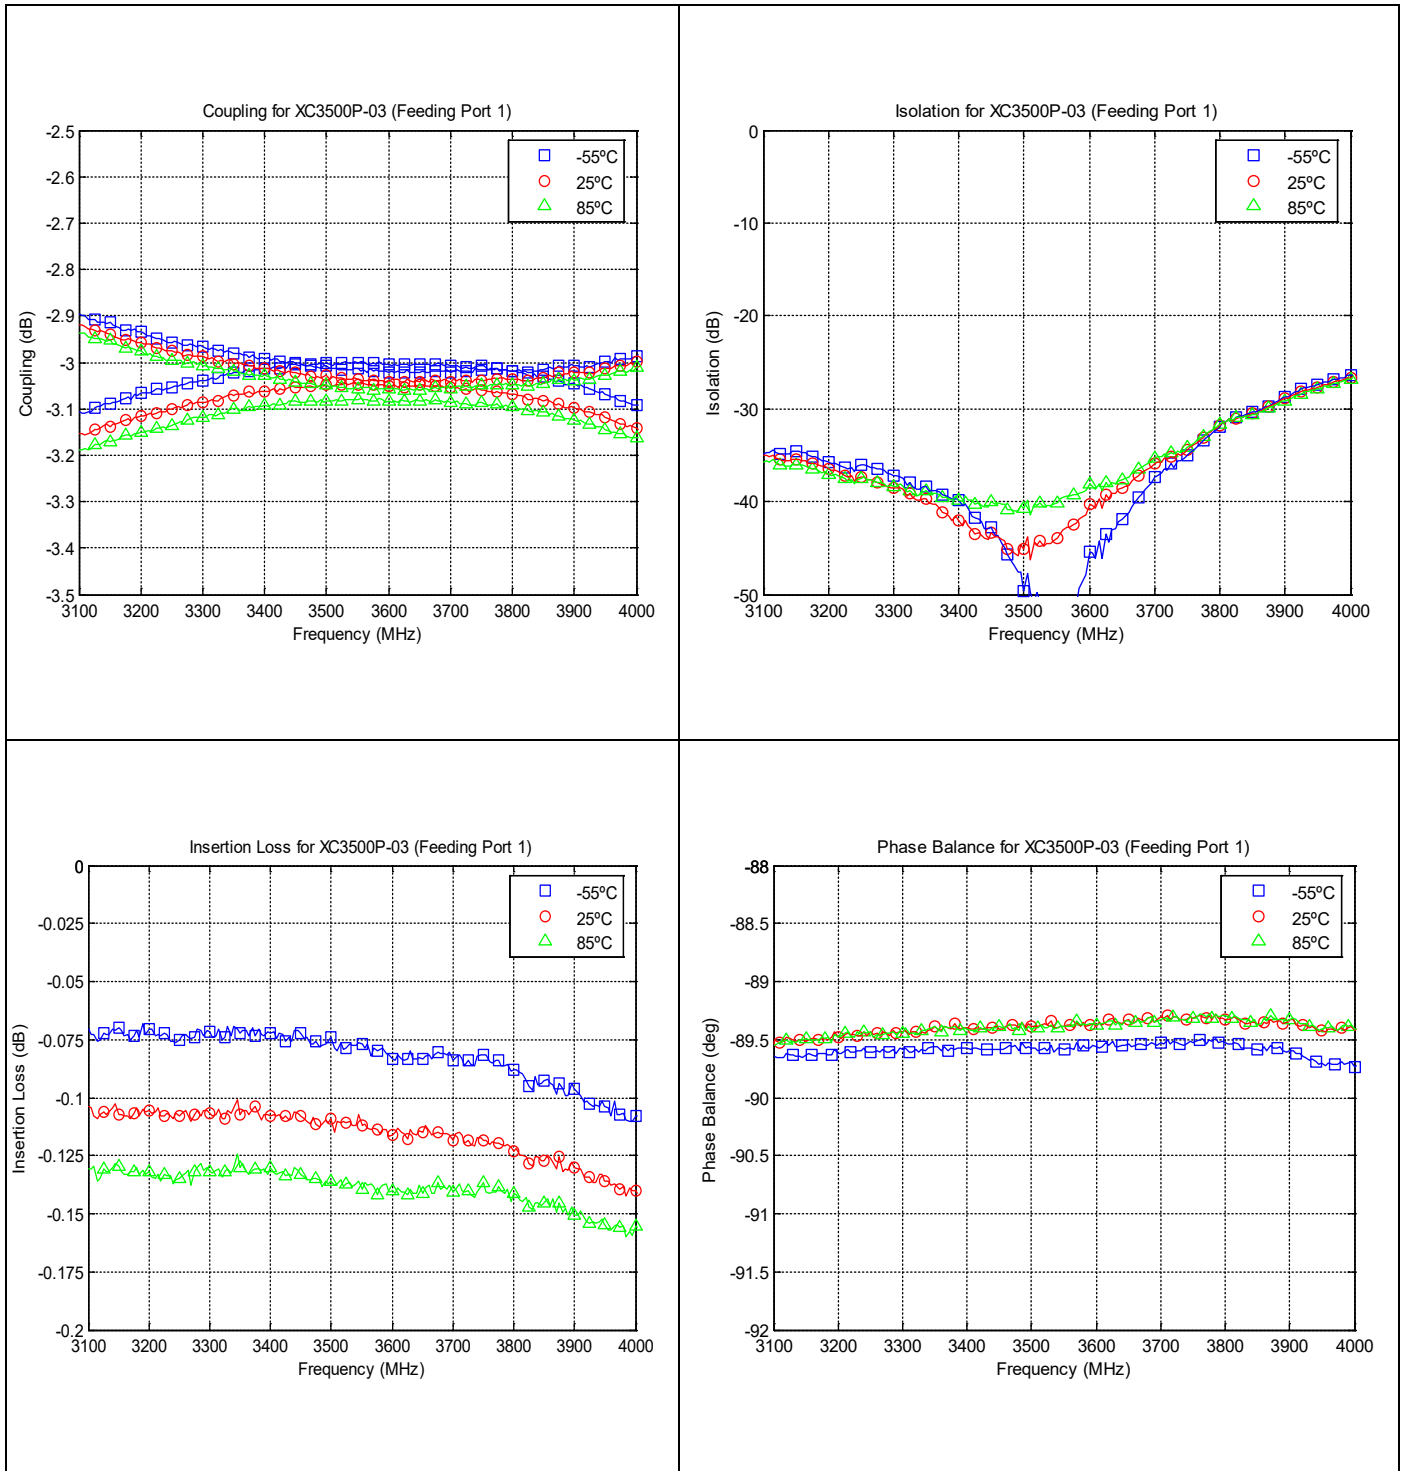 Coupling for XC3500P-03 (Feeding Port 1)
-2.5
-2.6
-2.7
-2.8
-2.9
-3
-3.1
-3.2
-3.3
-3.4
-3.5
Coupling (dB)
-55ºC
25ºC
85ºC
3100 3200 3300 3400 3500 3600 3700 3800 3900 4000
Frequency (MHz)
Isolation for XC3500P-03 (Feeding Port 1)
0
-10
-20
-30
-40
-50
Isolation (dB)
-55ºC
25ºC
85ºC
3100 3200 3300 3400 3500 3600 3700 3800 3900 4000
Frequency (MHz)
Insertion Loss for XC3500P-03 (Feeding Port 1)
0
-0.025
-0.05
-0.075
-0.1
-0.125
-0.15
-0.175
-0.2
Insertion Loss (dB)
-55ºC
25ºC
85ºC
3100 3200 3300 3400 3500 3600 3700 3800 3900 4000
Frequency (MHz)
Phase Balance for XC3500P-03 (Feeding Port 1)
-88
-88.5
-89
-89.5
-90
-90.5
-91
-91.5
-92
Phase Balance (deg)
-55ºC
25ºC
85ºC
3100 3200 3300 3400 3500 3600 3700 3800 3900 4000
Frequency (MHz)